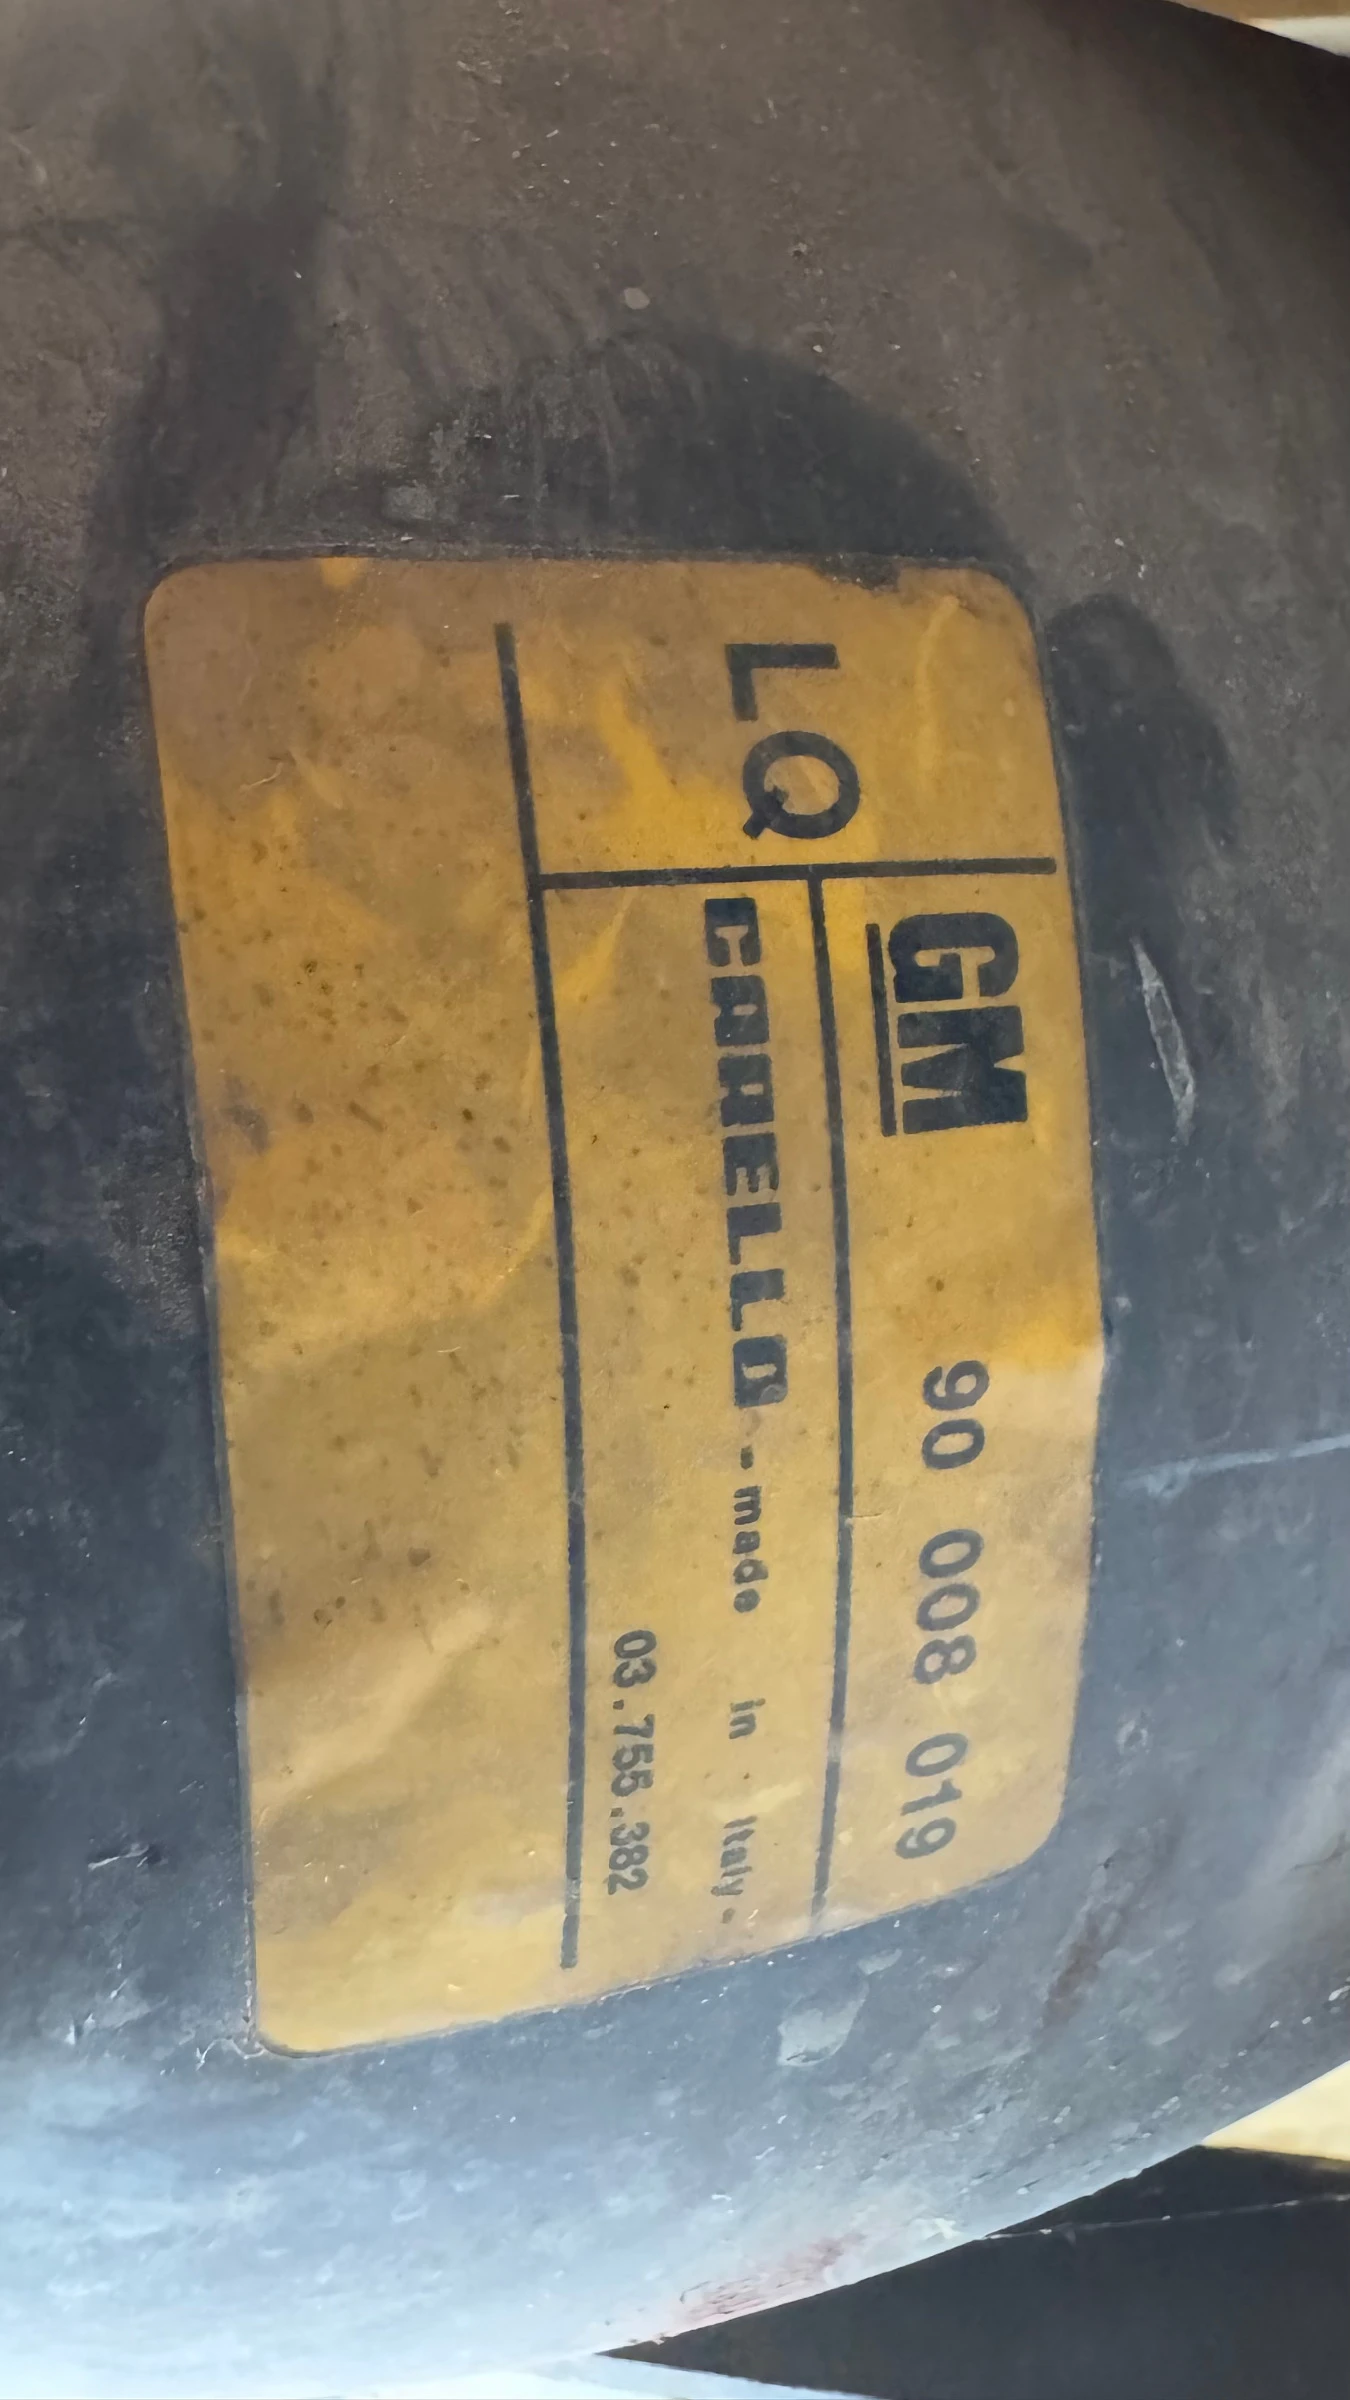 LQ
GM 90 008 019
CARELLO - made in Italy.
03.755.382